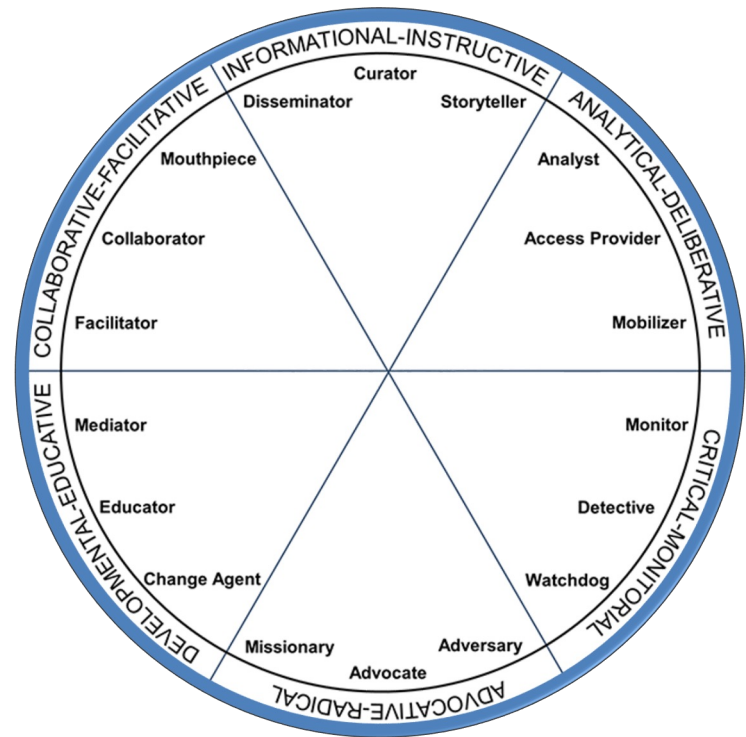 INFORMATIONAL-INSTRUCTIVE
Disseminator
Curator
Storyteller
ANALYTICAL-DELIBERATIVE
Analyst
Access Provider
Mobilizer
CRITICAL-MONITORIAL
Monitor
Detective
Watchdog
ADVOCATIVE-RADICAL
Adversary
Advocate
Missionary
DEVELOPMENTAL-EDUCATIVE
Change Agent
Educator
Mediator
COLLABORATIVE-FACILITATIVE
Facilitator
Collaborator
Mouthpiece